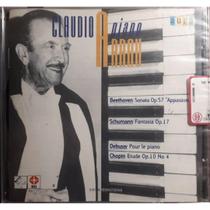 CLAUDIO
piano
ARRAU
Beethoven Sonata Op.57 "Appassionata"
Schumann Fantasia Op.17
Debussy Pour le piano
Chopin Etude Op.10 No 4